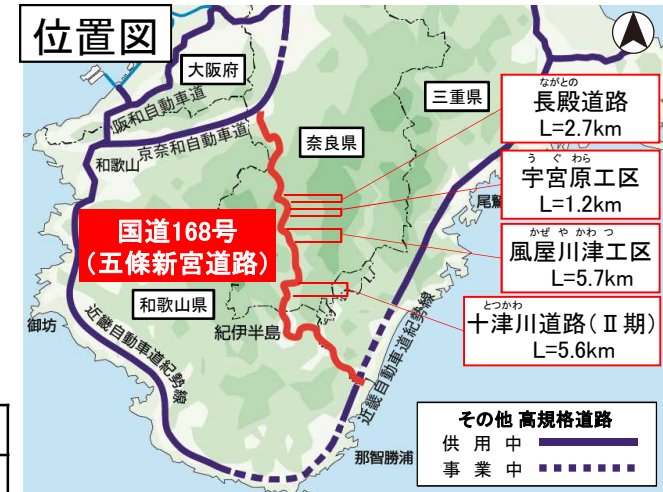 位置図
大阪府
阪和自動車道
京奈和自動車道
和歌山
奈良県
三重県
尾鷲
ながとの
長殿道路
L=2.7km
うぐわら
宇宮原工区
L=1.2km
かぜやかわつ
風屋川津工区
L=5.7km
とつかわ
十津川道路(Ⅱ期)
L=5.6km
国道168号
(五條新宮道路)
和歌山県
御坊
紀伊半島
近畿自動車道紀勢線
近畿自動車道紀勢線
那智勝浦
その他 高規格道路
供用中
事業中